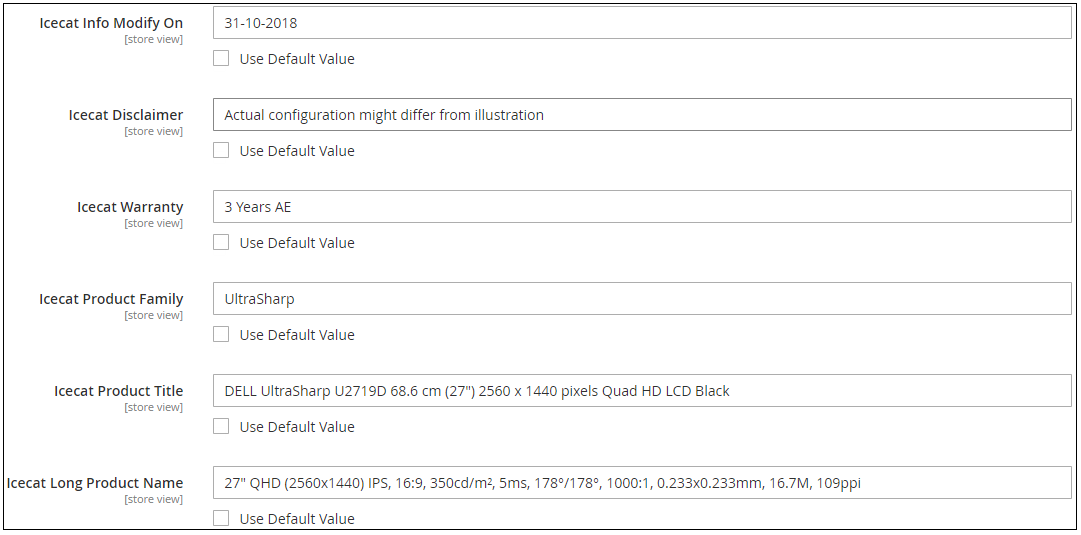 Icecat Info Modify On 31-10-2018
[store view]
Use Default Value
Icecat Disclaimer Actual configuration might differ from illustration
[store view]
Use Default Value
Icecat Warranty 3 Years AE
[store view]
Use Default Value
Icecat Product Family UltraSharp
[store view]
Use Default Value
Icecat Product Title DELL UltraSharp U2719D 68.6 cm (27") 2560 x 1440 pixels Quad HD LCD Black
[store view]
Use Default Value
Icecat Long Product Name 27" QHD (2560x1440) IPS, 16:9, 350cd/m², 5ms, 178°/178°, 1000:1, 0.233x0.233mm, 16.7M, 109ppi
[store view]
Use Default Value